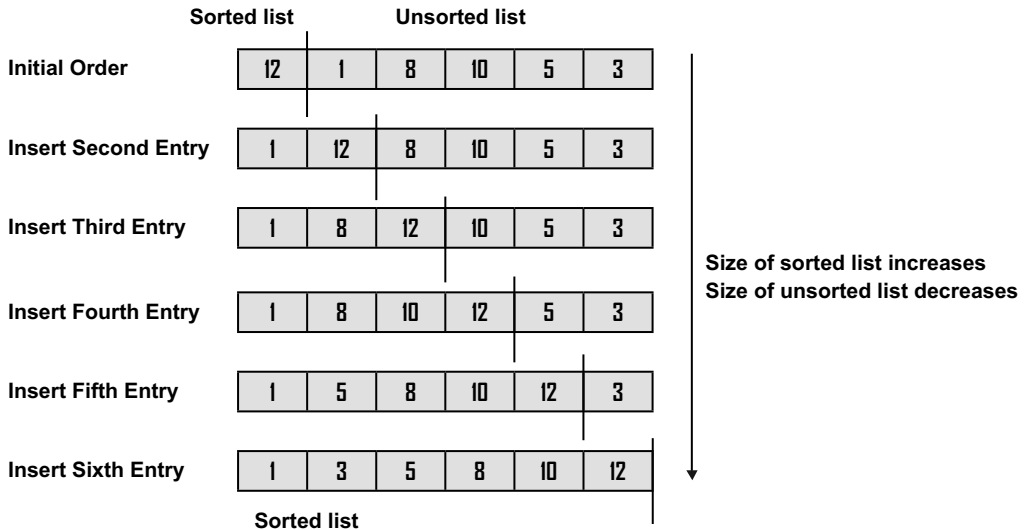 Sorted list Unsorted list
Initial Order 12 1 8 10 5 3
Insert Second Entry 1 12 8 10 5 3
Insert Third Entry 1 8 12 10 5 3
Size of sorted list increases
Size of unsorted list decreases
Insert Fourth Entry 1 8 10 12 5 3
Insert Fifth Entry 1 5 8 10 12 3
Insert Sixth Entry 1 3 5 8 10 12
Sorted list